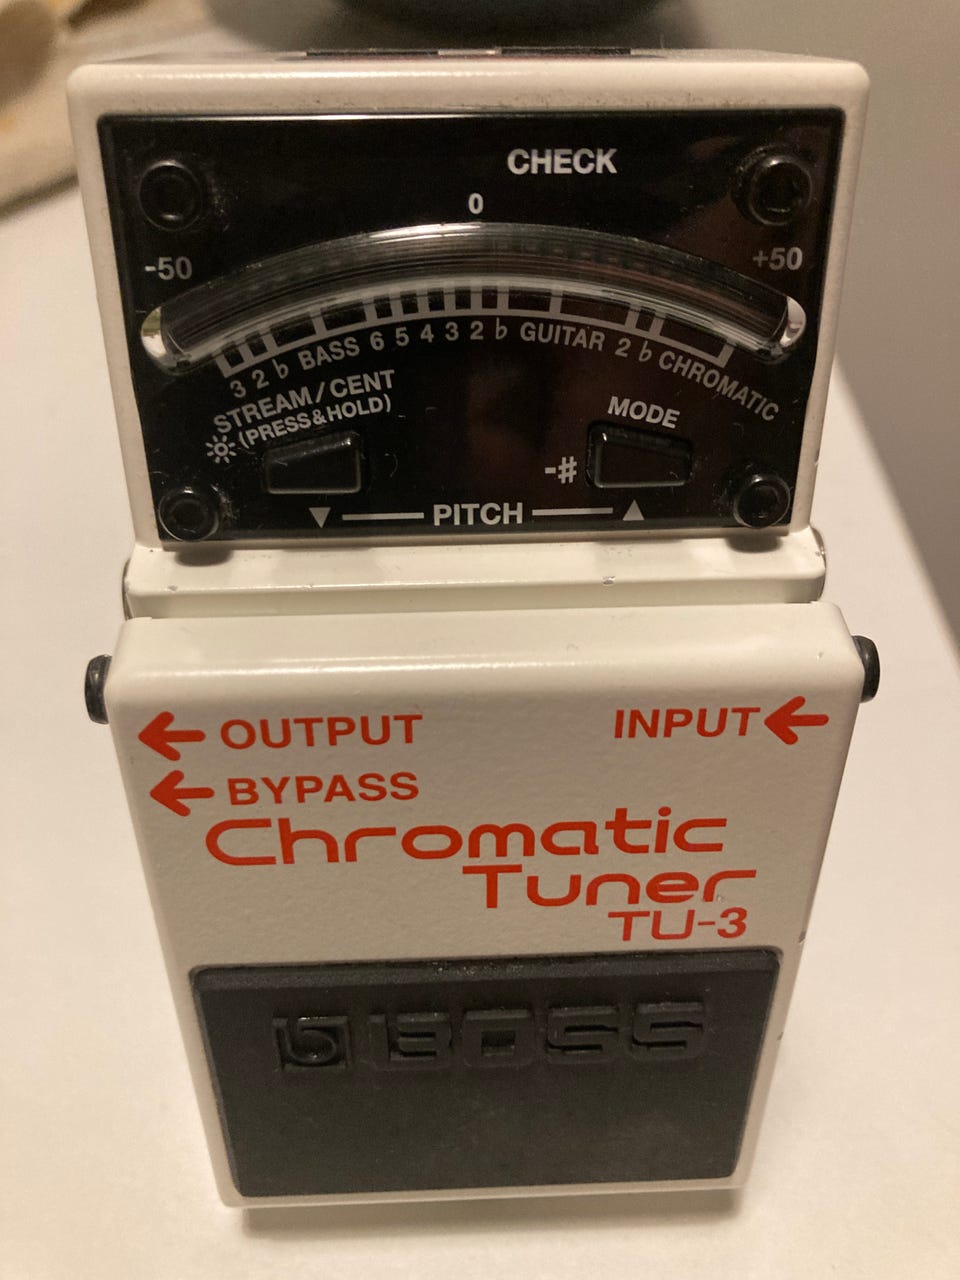 CHECK
0
-50 +50
3 2 ♭ BASS 6 5 4 3 2 ♭ GUITAR 2 ♭ CHROMATIC
STREAM/CENT
(PRESS&HOLD)
MODE
-#
▼ PITCH ▲
← OUTPUT INPUT ←
← BYPASS
Chromatic
Tuner
TU-3
BOSS